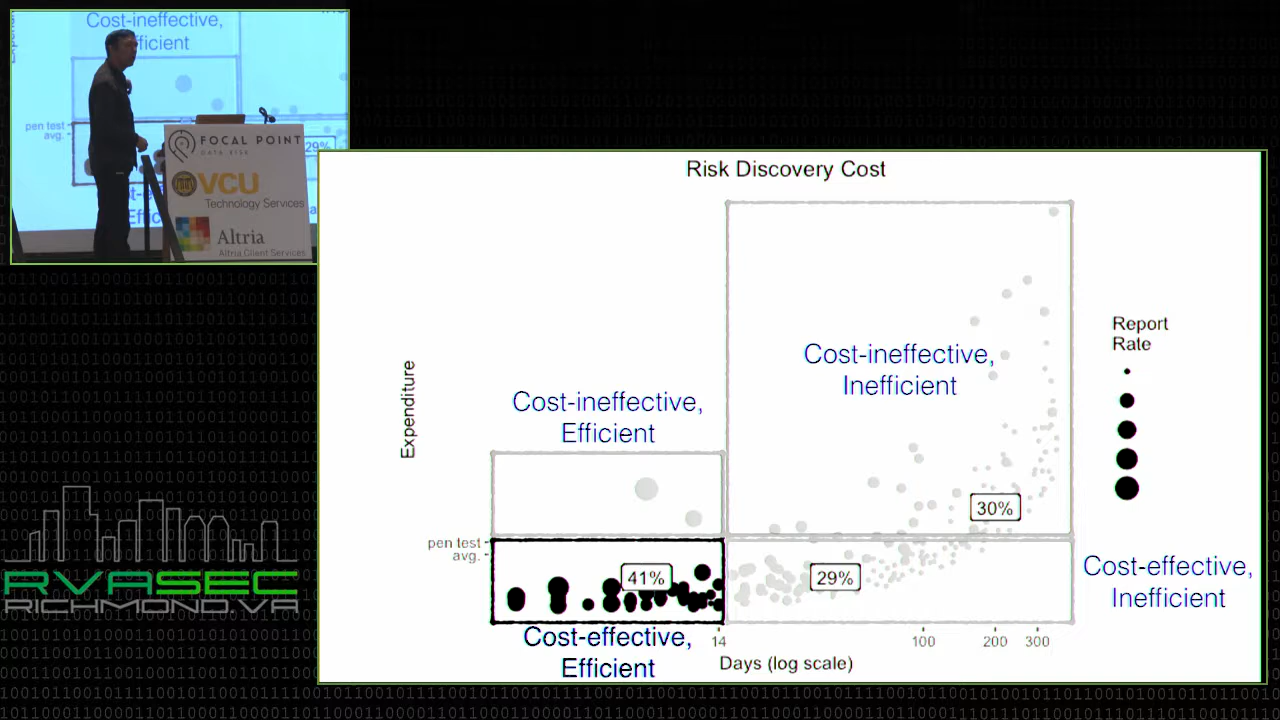 Cost-ineffective,
fficient
pen test
avg.
29%
FOCAL POINT
DATA RISK
VCU
Technology Services
Altria
Altria Client Services
RVASEC
RICHMOND.VA
Risk Discovery Cost
Expenditure
Cost-ineffective,
Inefficient
Cost-ineffective,
Efficient
Report
Rate
30%
pen test
avg.
41%
29%
Cost-effective,
Inefficient
Cost-effective,
Efficient
14
100
200
300
Days (log scale)